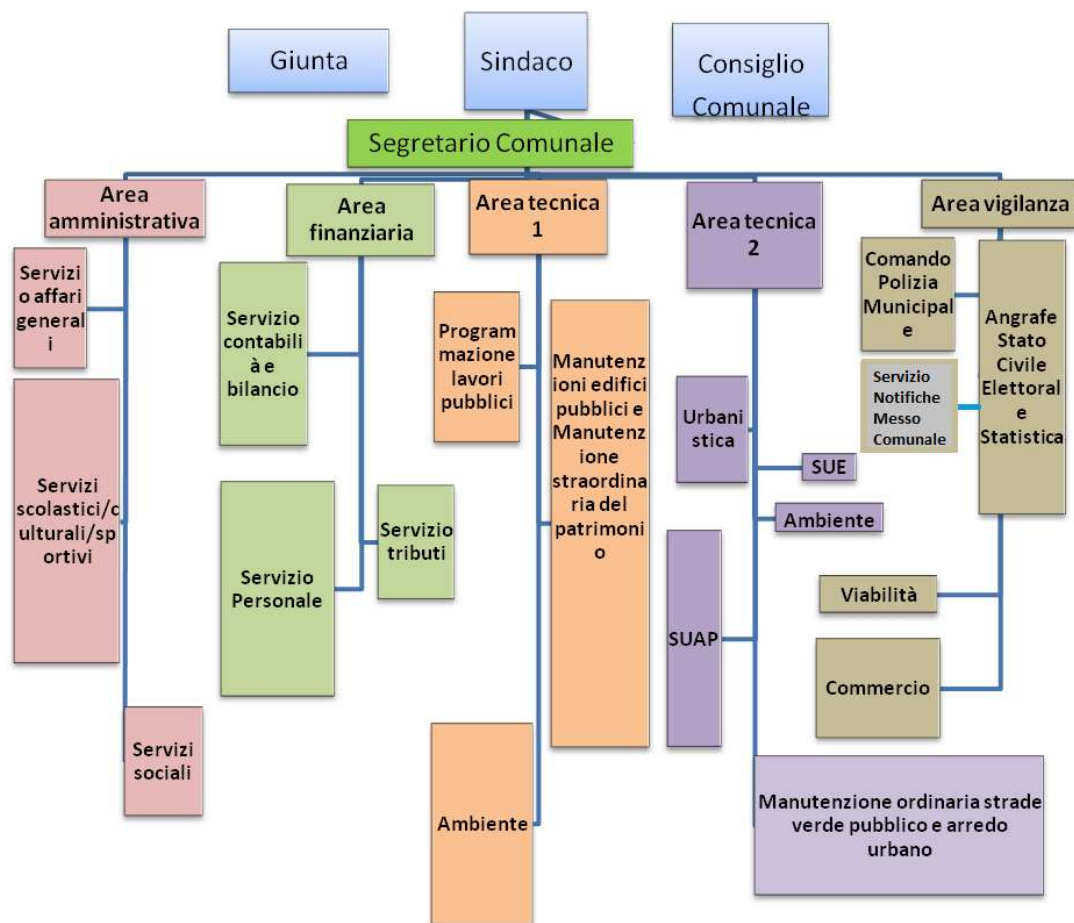 Giunta
Sindaco
Consiglio
Comunale
Segretario Comunale
Area
amministrativa
Servizi
o affari
general
i
Servizi
scolastici/c
ulturali/sp
ortivi
Servizi
sociali
Area
finanziaria
Servizio
contabil
ià e
bilancio
Servizio
Personale
Servizio
tributi
Area tecnica
1
Program
mazione
lavori
pubblici
Manutenz
ioni edifici
pubblici e
Manutenz
ione
straordina
ria del
patrimoni
o
Ambiente
Area tecnica
2
Urbani
stica
SUE
Ambiente
SUAP
Manutenzione ordinaria strade
verde pubblico e arredo
urbano
Area vigilanza
Comando
Polizia
Municipal
e
Angrafe
Stato
Civile
Elettoral
e
Statistica
Servizio
Notifiche
Messo
Comunale
Viabilità
Commercio